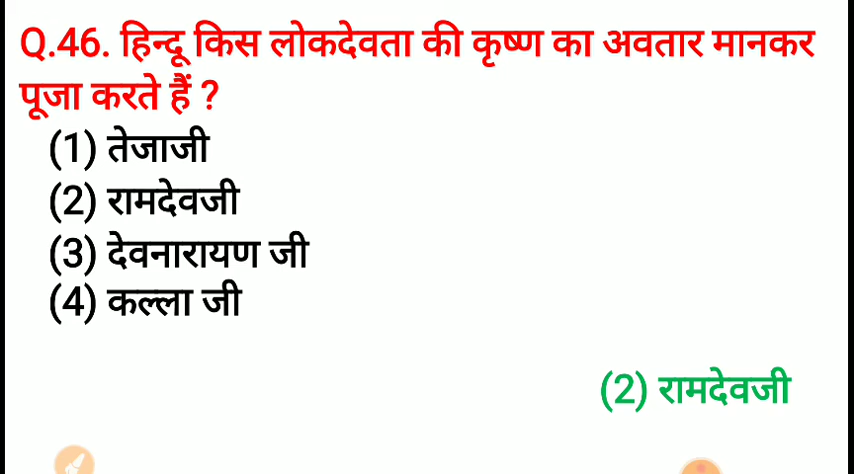 Q.46. हिन्दू किस लोकदेवता की कृष्ण का अवतार मानकर
पूजा करते हैं ?
(1) तेजाजी
(2) रामदेवजी
(3) देवनारायण जी
(4) कल्ला जी
(2) रामदेवजी